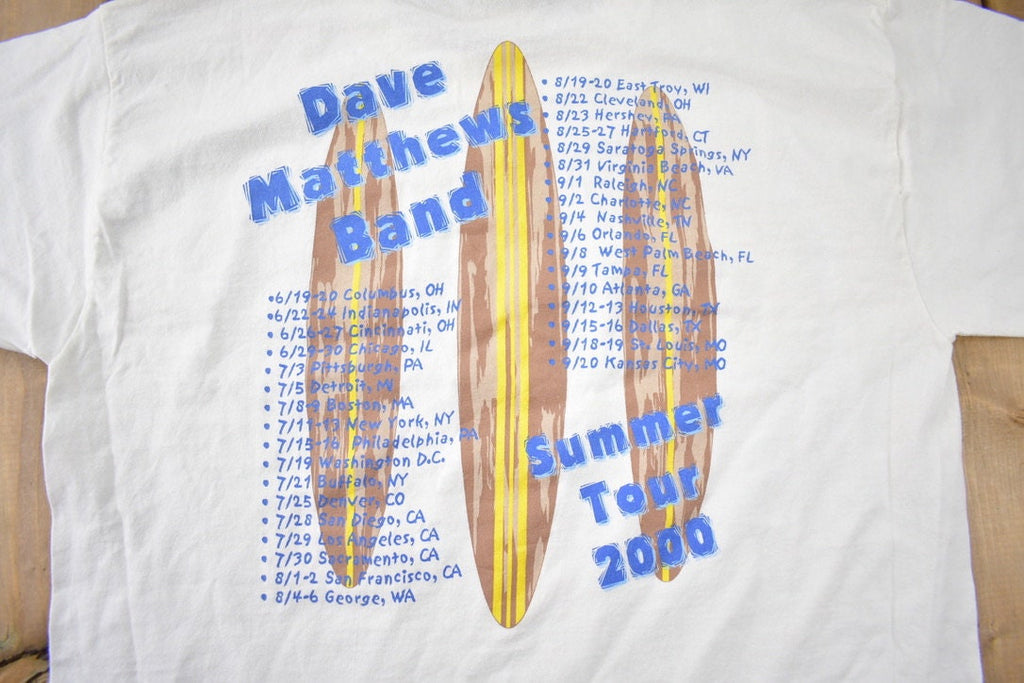 Dave
Matthews
Band
•6/19-20 Columbus, OH
•6/22-24 Indianapolis, IN
• 6/26-27 Cincinnati, OH
• 6/29-30 Chicago, IL
• 7/3 Pittsburgh, PA
• 7/5 Detroit, MI
• 7/8-9 Boston, MA
• 7/11-13 New York, NY
• 7/15-16 Philadelphia, PA
• 7/19 Washington D.C.
• 7/21 Buffalo, NY
• 7/25 Denver, CO
• 7/28 San Diego, CA
• 7/29 Los Angeles, CA
• 7/30 Sacramento, CA
• 8/1-2 San Francisco, CA
• 8/4-6 George, WA
• 8/19-20 East Troy, WI
• 8/22 Cleveland, OH
• 8/23 Hershey, PA
• 8/25-27 Hartford, CT
• 8/29 Saratoga Springs, NY
• 8/31 Virginia Beach, VA
• 9/1 Raleigh, NC
• 9/2 Charlotte, NC
• 9/4 Nashville, TN
• 9/6 Orlando, FL
• 9/8 West Palm Beach, FL
• 9/9 Tampa, FL
• 9/10 Atlanta, GA
• 9/12-13 Houston, TX
• 9/15-16 Dallas, TX
• 9/18-19 St. Louis, MO
• 9/20 Kansas City, MO
Summer
Tour
2000